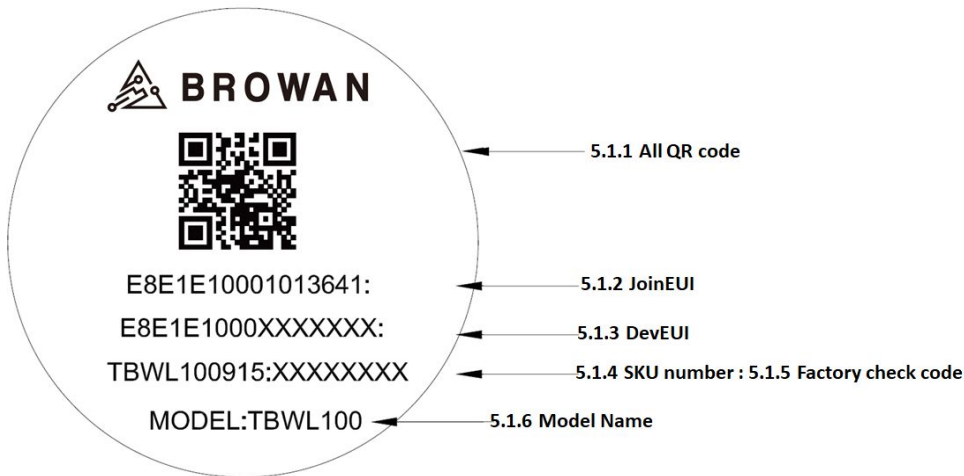 BROWAN
5.1.1 All QR code
E8E1E10001013641:
5.1.2 JoinEUI
E8E1E1000XXXXXXX:
5.1.3 DevEUI
TBWL100915:XXXXXXXX
5.1.4 SKU number : 5.1.5 Factory check code
MODEL:TBWL100
5.1.6 Model Name